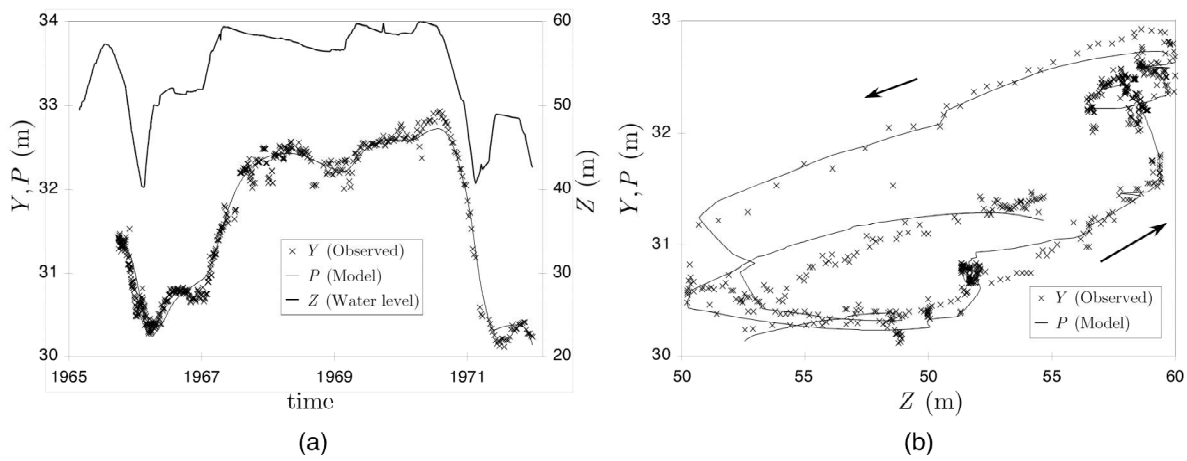 34
33
32
31
30
Y, P (m)
60
50
40
30
20
Z (m)
Y (Observed)
P (Model)
Z (Water level)
1965
1967
1969
1971
time
(a)
33
32
31
30
Y, P (m)
Y (Observed)
P (Model)
50
55
50
55
60
Z (m)
(b)